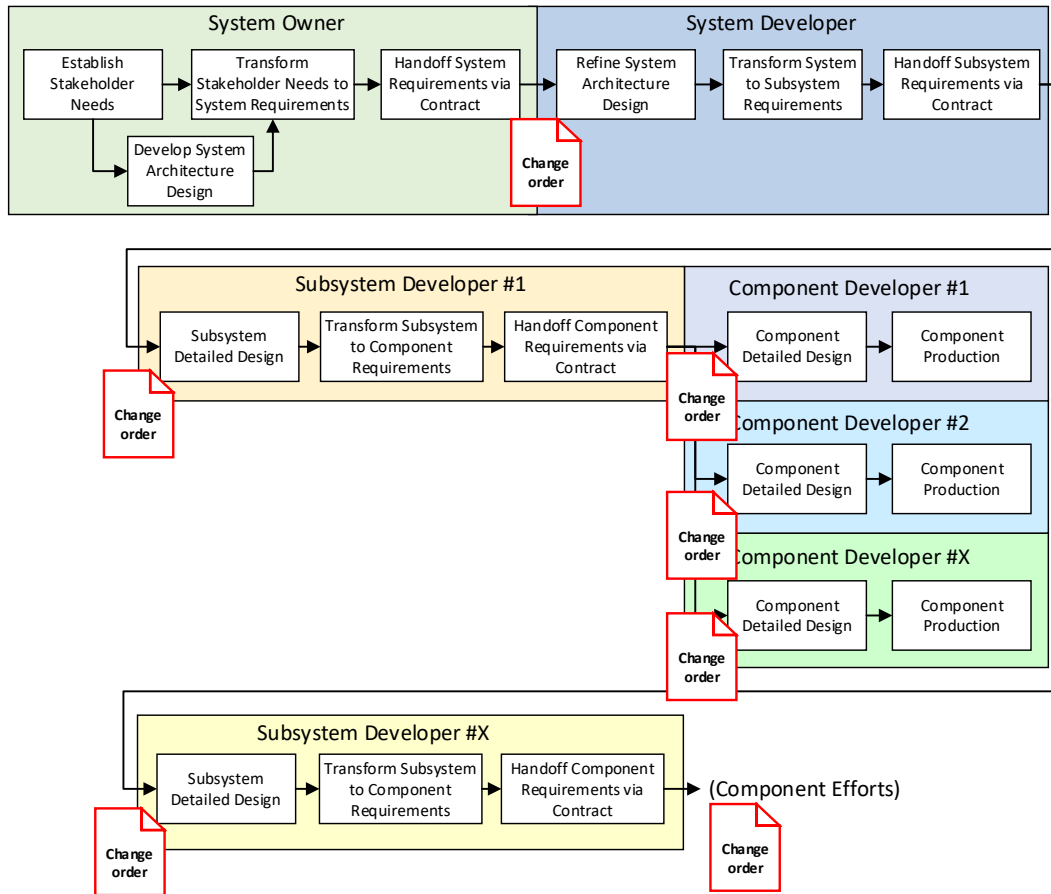 System Owner
System Developer
Establish
Stakeholder
Needs
Transform
Stakeholder Needs to
System Requirements
Handoff System
Requirements via
Contract
Refine System
Architecture
Design
Transform System
to Subsystem
Requirements
Handoff Subsystem
Requirements via
Contract
Develop System
Architecture
Design
Change
order
Subsystem Developer #1
Component Developer #1
Subsystem
Detailed Design
Transform Subsystem
to Component
Requirements
Handoff Component
Requirements via
Contract
Component
Detailed Design
Component
Production
Change
order
Change
order
Component Developer #2
Component
Detailed Design
Component
Production
Change
order
Component Developer #X
Component
Detailed Design
Component
Production
Change
order
Subsystem Developer #X
Subsystem
Detailed Design
Transform Subsystem
to Component
Requirements
Handoff Component
Requirements via
Contract
(Component Efforts)
Change
order
Change
order